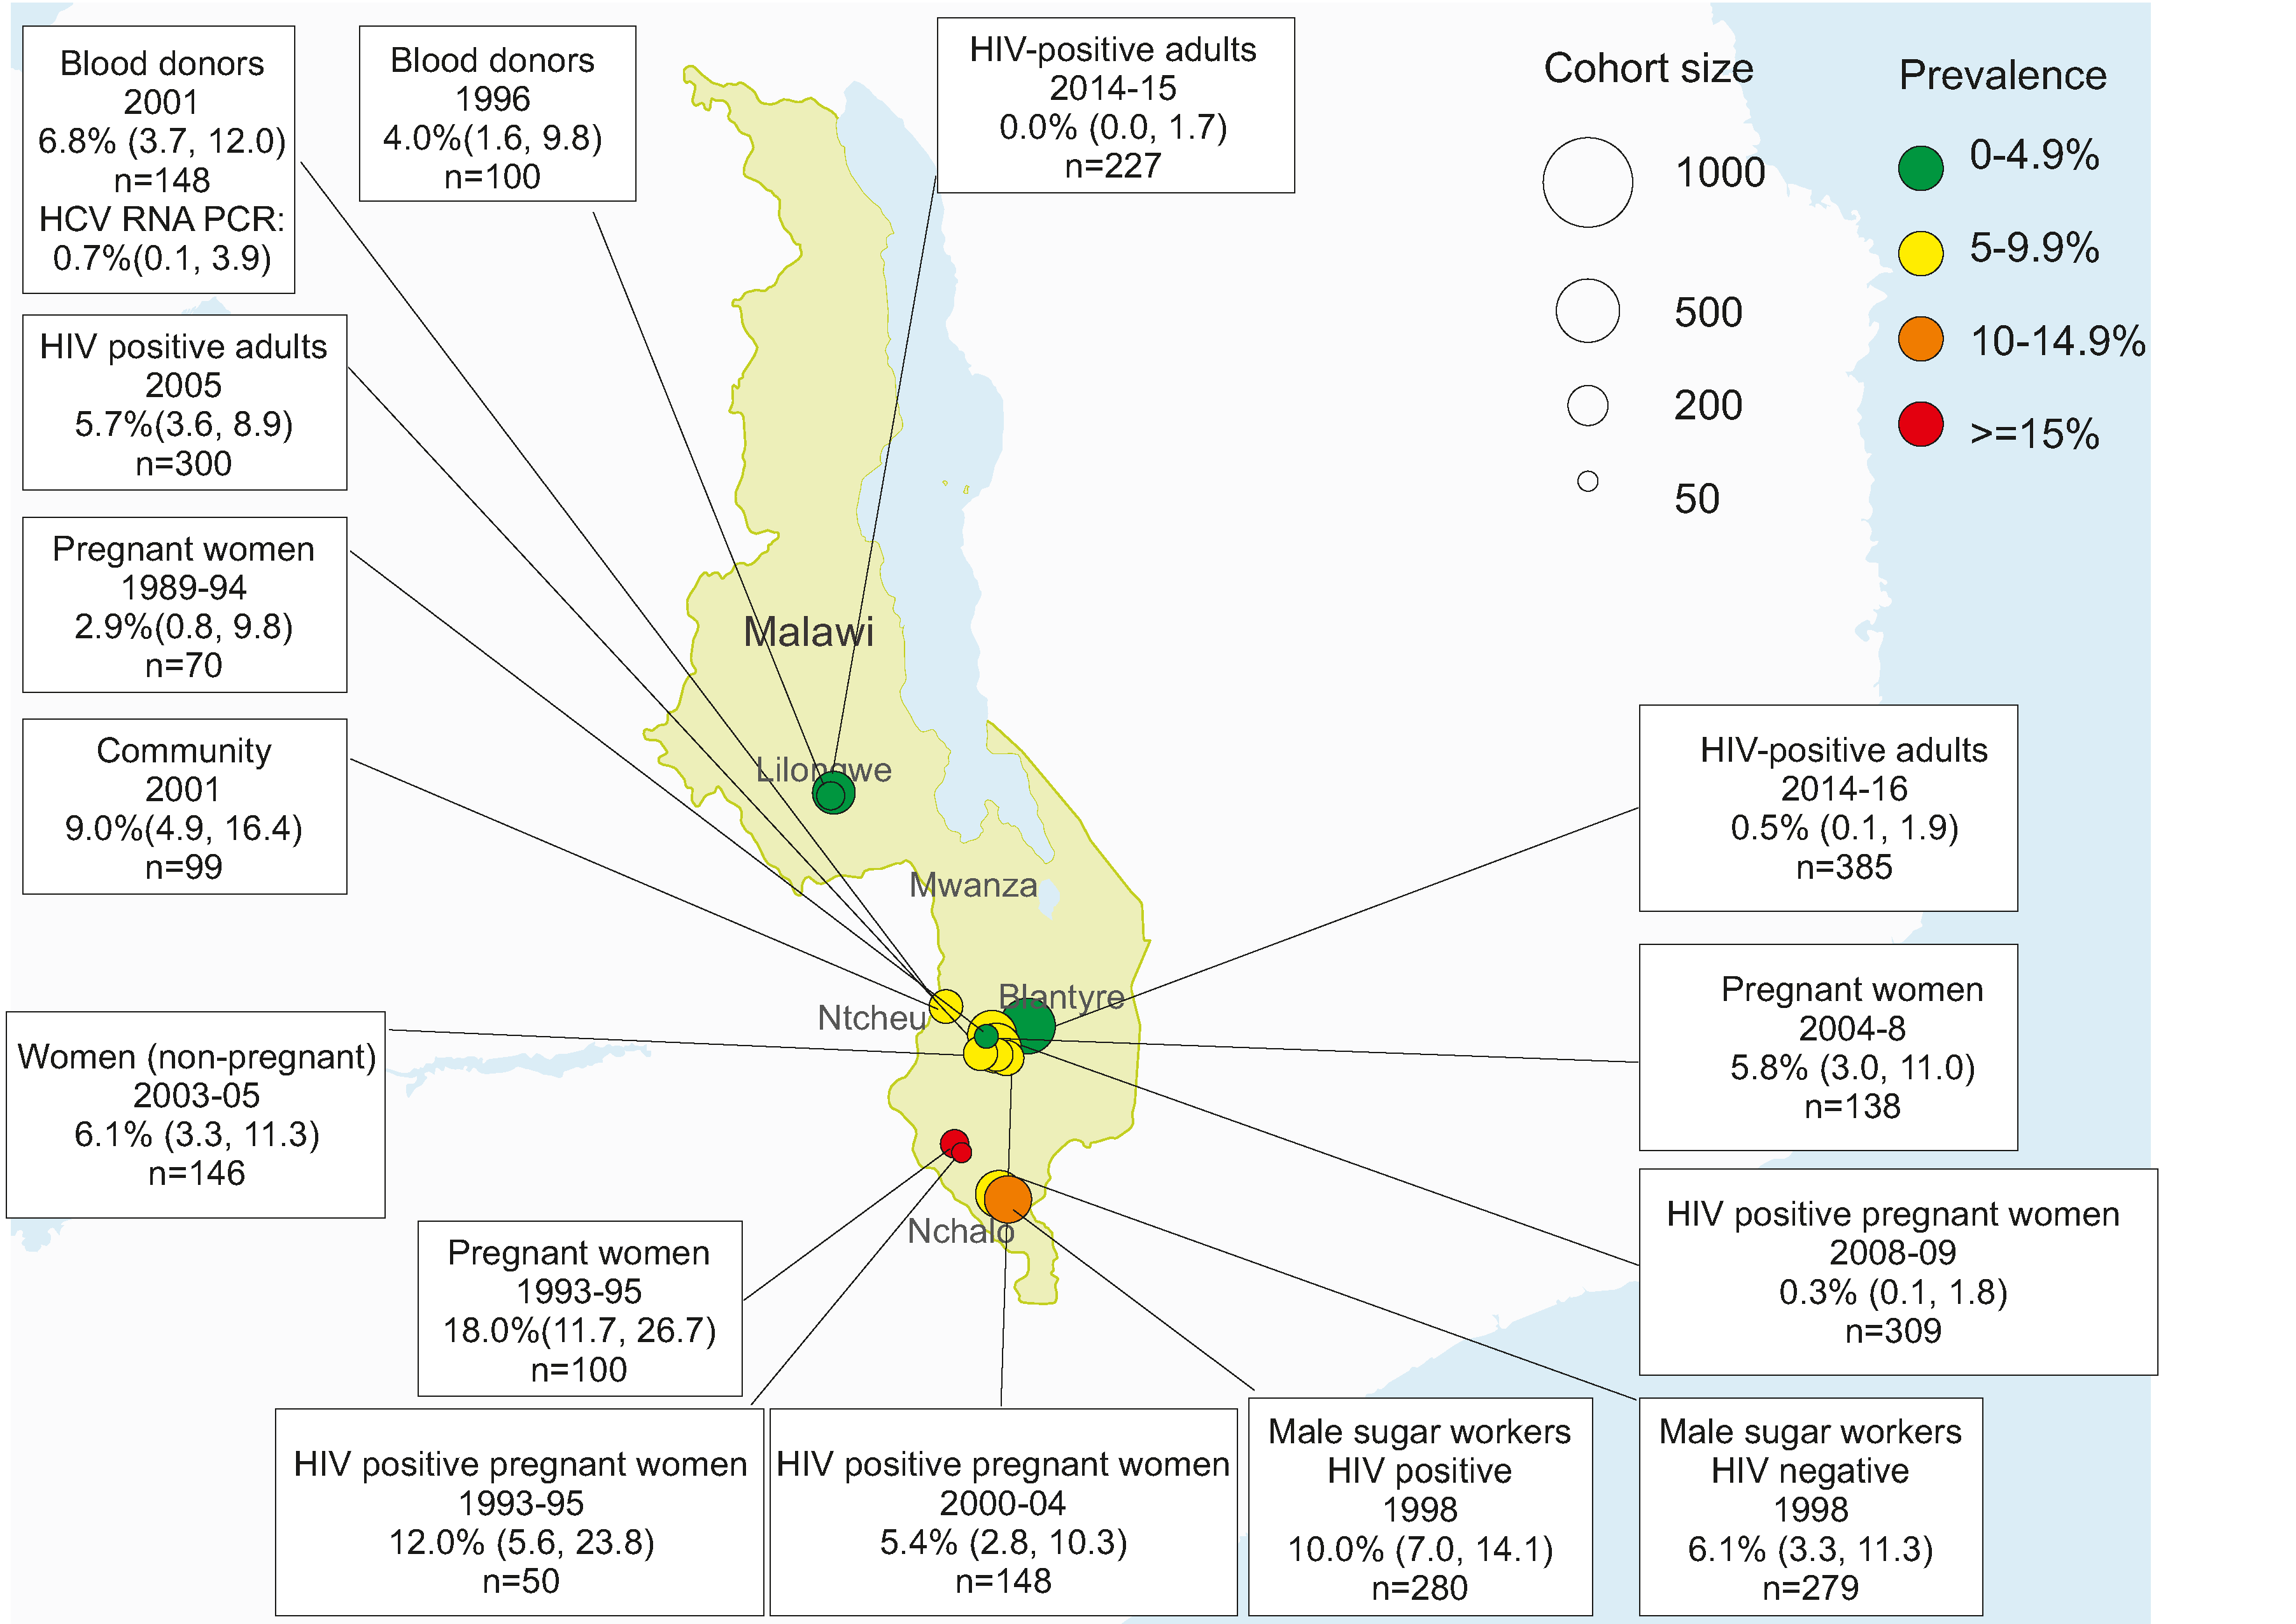 Blood donors
2001
6.8% (3.7, 12.0)
n=148
HCV RNA PCR:
0.7%(0.1, 3.9)
Blood donors
1996
4.0%(1.6, 9.8)
n=100
HIV-positive adults
2014-15
0.0% (0.0, 1.7)
n=227
Cohort size
1000
500
200
50
Prevalence
0-4.9%
5-9.9%
10-14.9%
>=15%
HIV positive adults
2005
5.7%(3.6, 8.9)
n=300
Pregnant women
1989-94
2.9%(0.8, 9.8)
n=70
Community
2001
9.0%(4.9, 16.4)
n=99
Malawi
Lilongwe
Mwanza
Blantyre
Ntcheu
Nchalo
HIV-positive adults
2014-16
0.5% (0.1, 1.9)
n=385
Pregnant women
2004-8
5.8% (3.0, 11.0)
n=138
Women (non-pregnant)
2003-05
6.1% (3.3, 11.3)
n=146
HIV positive pregnant women
2008-09
0.3% (0.1, 1.8)
n=309
Pregnant women
1993-95
18.0%(11.7, 26.7)
n=100
HIV positive pregnant women
1993-95
12.0% (5.6, 23.8)
n=50
HIV positive pregnant women
2000-04
5.4% (2.8, 10.3)
n=148
Male sugar workers
HIV positive
1998
10.0% (7.0, 14.1)
n=280
Male sugar workers
HIV negative
1998
6.1% (3.3, 11.3)
n=279